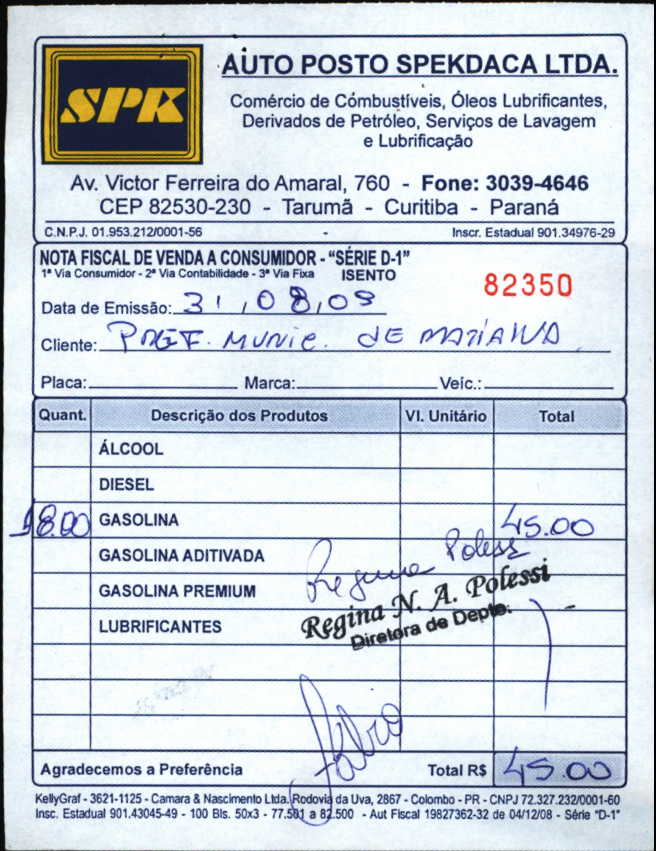 SPK
AUTO POSTO SPEKDACA LTDA.
Comércio de Cómbustíveis, Óleos Lubrificantes,
Derivados de Petróleo, Serviços de Lavagem
e Lubrificação
Av. Victor Ferreira do Amaral, 760 - Fone: 3039-4646
CEP 82530-230 - Tarumã - Curitiba - Paraná
C.N.P.J. 01.953.212/0001-56 - Inscr. Estadual 901.34976-29
NOTA FISCAL DE VENDA A CONSUMIDOR - "SÉRIE D-1"
1ª Via Consumidor - 2ª Via Contabilidade - 3ª Via Fixa ISENTO
82350
Data de Emissão: 31,08,09
Cliente: PREF. MUNIC. DE
Placa: Marca: Veíc.:
Quant. Descrição dos Produtos Vl. Unitário Total
ÁLCOOL
DIESEL
18.00 GASOLINA 45.00
GASOLINA ADITIVADA
Regina Polessi
GASOLINA PREMIUM
Regina N. A. Polessi
LUBRIFICANTES
Diretora de Depto.
Fábio
Agradecemos a Preferência Total R$ 45.00
KellyGraf - 3621-1125 - Camara & Nascimento Ltda. Rodovia da Uva, 2867 - Colombo - PR - CNPJ 72.327.232/0001-60
Insc. Estadual 901.43045-49 - 100 Bls. 50x3 - 77.501 a 82.500 - Aut Fiscal 19827362-32 de 04/12/08 - Série "D-1"